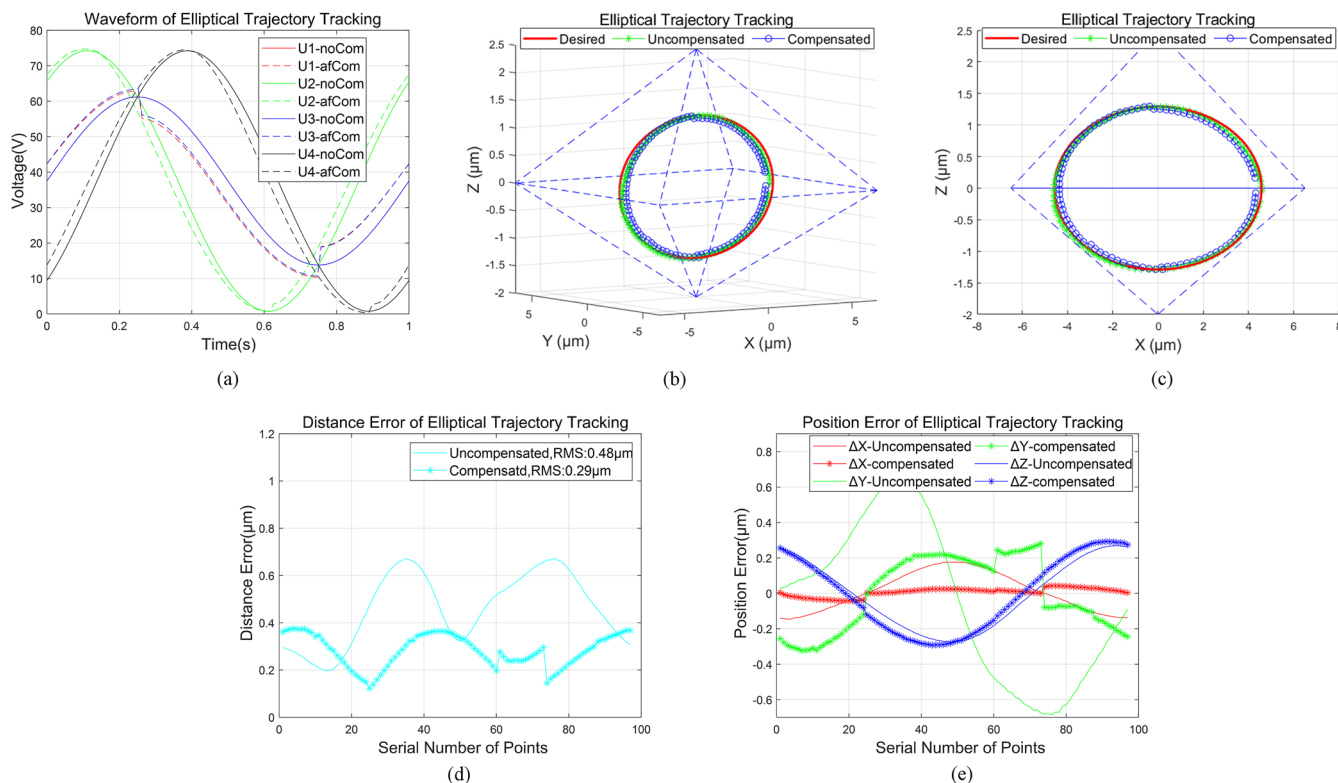 Waveform of Elliptical Trajectory Tracking
80
70
60
50
40
30
20
10
0
Voltage(V)
U1-noCom
U1-afCom
U2-noCom
U2-afCom
U3-noCom
U3-afCom
U4-noCom
U4-afCom
0 0.2 0.4 0.6 0.8 1
Time(s)
(a)
Elliptical Trajectory Tracking
Desired Uncompensated Compensated
2.5
2
1.5
1
0.5
0
-0.5
-1
-1.5
-2
Z (μm)
5 0 -5
Y (μm)
-5 0 5
X (μm)
(b)
Elliptical Trajectory Tracking
Desired Uncompensated Compensated
2.5
2
1.5
1
0.5
0
-0.5
-1
-1.5
-2
Z (μm)
-8 -6 -4 -2 0 2 4 6 8
X (μm)
(c)
Distance Error of Elliptical Trajectory Tracking
1.2
1
0.8
0.6
0.4
0.2
0
Distance Error(μm)
Uncompensated,RMS:0.48μm
Compensatd,RMS:0.29μm
0 20 40 60 80 100
Serial Number of Points
(d)
Position Error of Elliptical Trajectory Tracking
0.8
0.6
0.4
0.2
0
-0.2
-0.4
-0.6
Position Error(μm)
ΔX-Uncompensated ΔY-compensated
ΔX-compensated ΔZ-Uncompensated
ΔY-Uncompensated ΔZ-compensated
0 20 40 60 80 100
Serial Number of Points
(e)